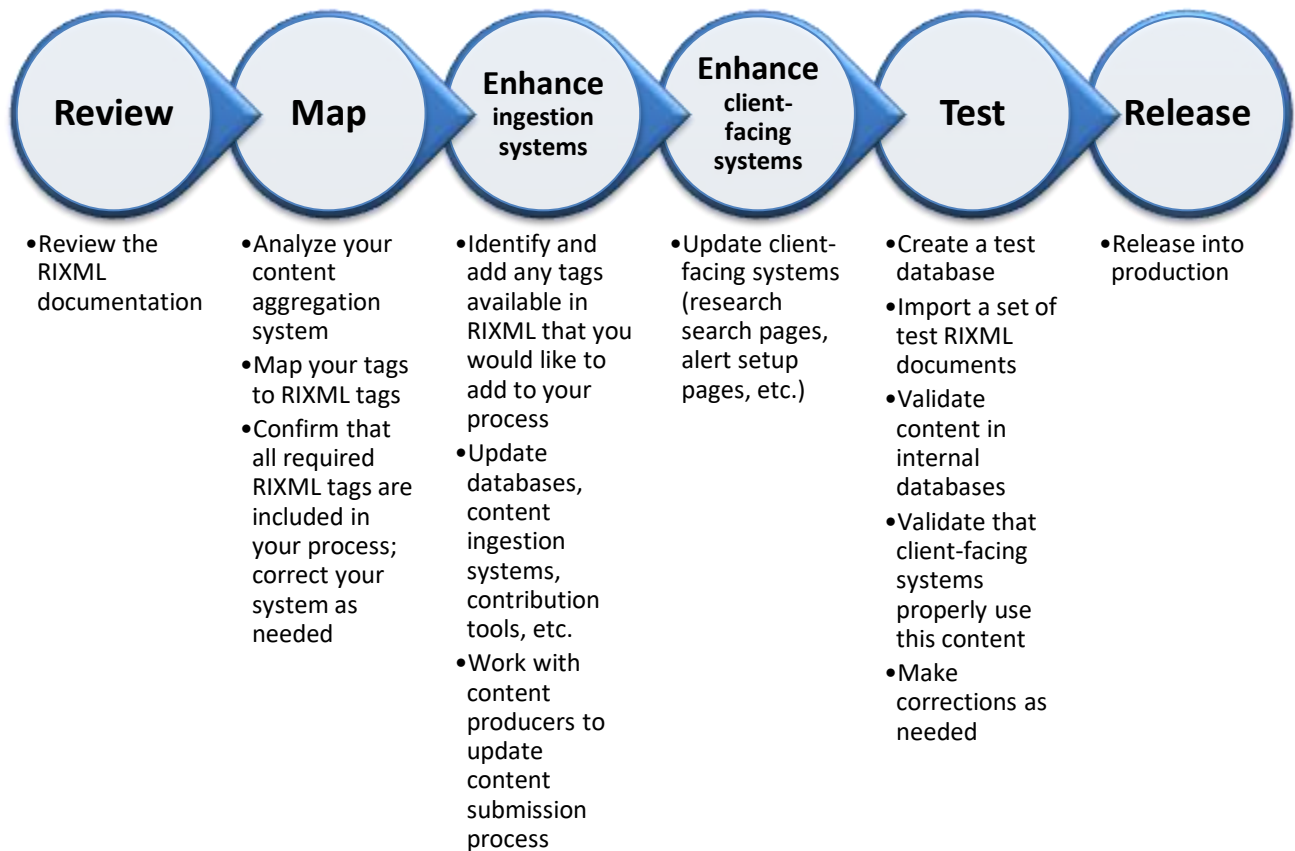 Review
Map
Enhance
ingestion
systems
Enhance
client-
facing
systems
Test
Release
•Review the
RIXML
documentation
•Analyze your
content
aggregation
system
•Map your tags
to RIXML tags
•Confirm that
all required
RIXML tags are
included in
your process;
correct your
system as
needed
•Identify and
add any tags
available in
RIXML that you
would like to
add to your
process
•Update
databases,
content
ingestion
systems,
contribution
tools, etc.
•Work with
content
producers to
update
content
submission
process
•Update client-
facing systems
(research
search pages,
alert setup
pages, etc.)
•Create a test
database
•Import a set of
test RIXML
documents
•Validate
content in
internal
databases
•Validate that
client-facing
systems
properly use
this content
•Make
corrections as
needed
•Release into
production